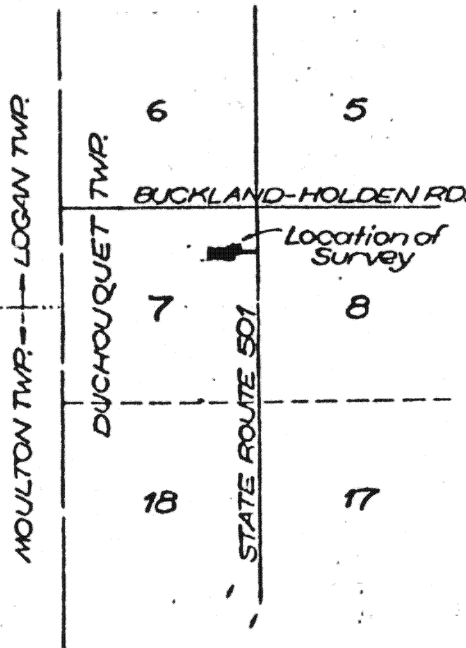 6
5
BUCKLAND-HOLDEN RD.
Location of
Survey
7
8
18
17
MOULTON TWP. LOGAN TWP.
DUCHOUQUET TWP.
STATE ROUTE 501